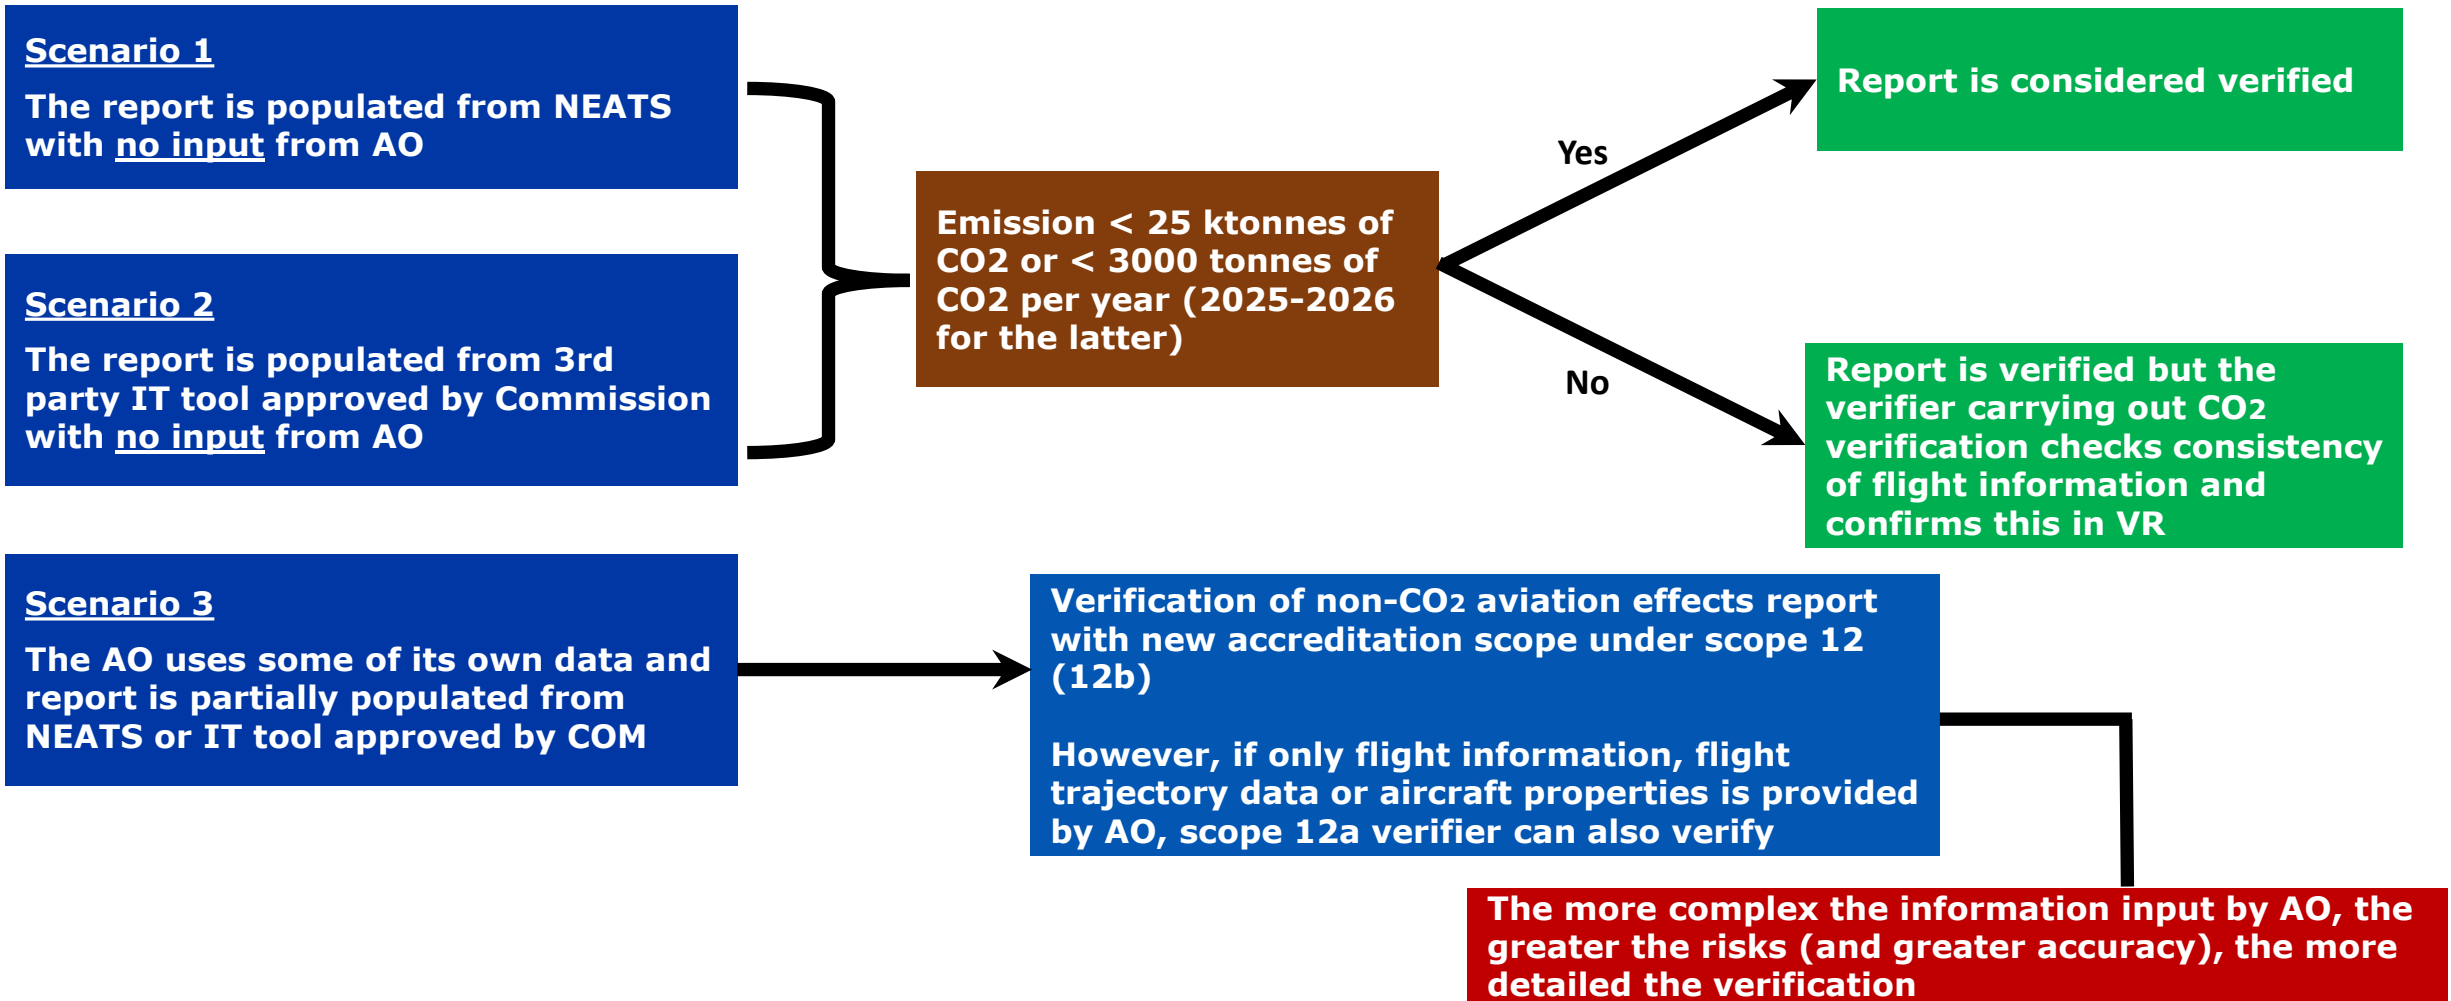 Scenario 1
The report is populated from NEATS
with no input from AO
Scenario 2
The report is populated from 3rd
party IT tool approved by Commission
with no input from AO
Emission < 25 ktonnes of
CO2 or < 3000 tonnes of
CO2 per year (2025-2026
for the latter)
Yes
No
Report is considered verified
Report is verified but the
verifier carrying out CO2
verification checks consistency
of flight information and
confirms this in VR
Scenario 3
The AO uses some of its own data and
report is partially populated from
NEATS or IT tool approved by COM
Verification of non-CO2 aviation effects report
with new accreditation scope under scope 12
(12b)
However, if only flight information, flight
trajectory data or aircraft properties is provided
by AO, scope 12a verifier can also verify
The more complex the information input by AO, the
greater the risks (and greater accuracy), the more
detailed the verification